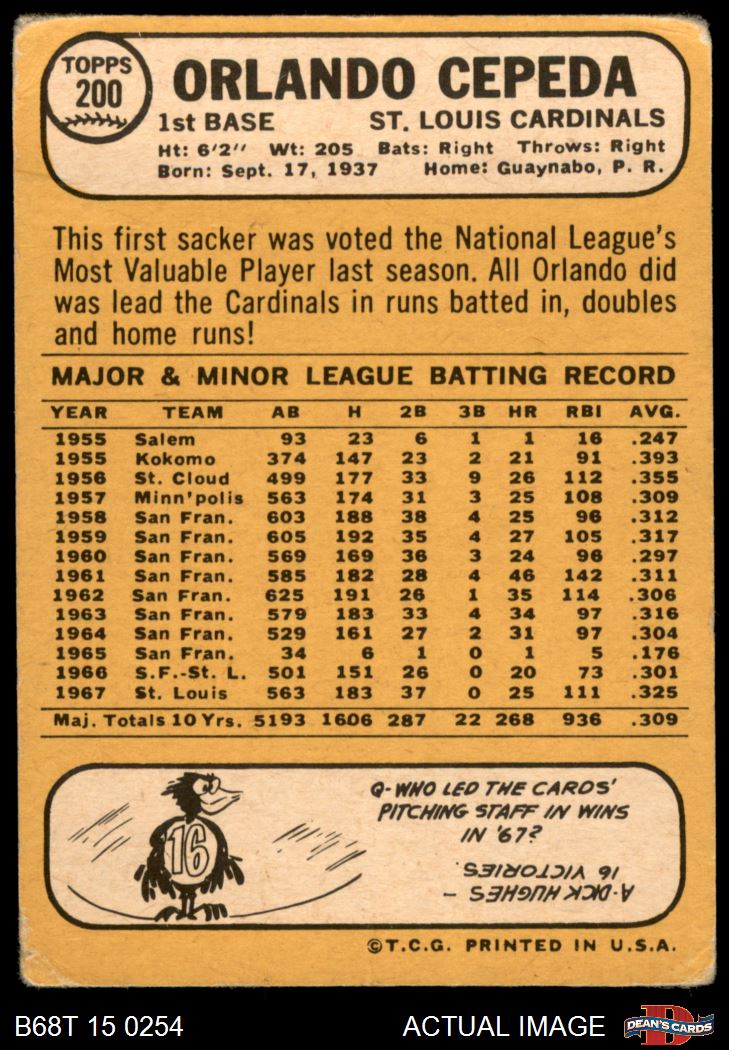 TOPPS
200
ORLANDO CEPEDA
1st BASE ST. LOUIS CARDINALS
Ht: 6'2" Wt: 205 Bats: Right Throws: Right
Born: Sept. 17, 1937 Home: Guaynabo, P. R.
This first sacker was voted the National League's
Most Valuable Player last season. All Orlando did
was lead the Cardinals in runs batted in, doubles
and home runs!
MAJOR & MINOR LEAGUE BATTING RECORD
YEAR TEAM AB H 2B 3B HR RBI AVG.
1955 Salem 93 23 6 1 1 16 .247
1955 Kokomo 374 147 23 2 21 91 .393
1956 St. Cloud 499 177 33 9 26 112 .355
1957 Minn'polis 563 174 31 3 25 108 .309
1958 San Fran. 603 188 38 4 25 96 .312
1959 San Fran. 605 192 35 4 27 105 .317
1960 San Fran. 569 169 36 3 24 96 .297
1961 San Fran. 585 182 28 4 46 142 .311
1962 San Fran. 625 191 26 1 35 114 .306
1963 San Fran. 579 183 33 4 34 97 .316
1964 San Fran. 529 161 27 2 31 97 .304
1965 San Fran. 34 6 1 0 1 5 .176
1966 S.F.-St. L. 501 151 26 0 20 73 .301
1967 St. Louis 563 183 37 0 25 111 .325
Maj. Totals 10 Yrs. 5193 1606 287 22 268 936 .309
16
Q-WHO LED THE CARDS'
PITCHING STAFF IN WINS
IN '67?
A-DICK HUGHES –
16 VICTORIES.
©T.C.G. PRINTED IN U.S.A.
B68T 15 0254 ACTUAL IMAGE
D
DEAN'S CARDS